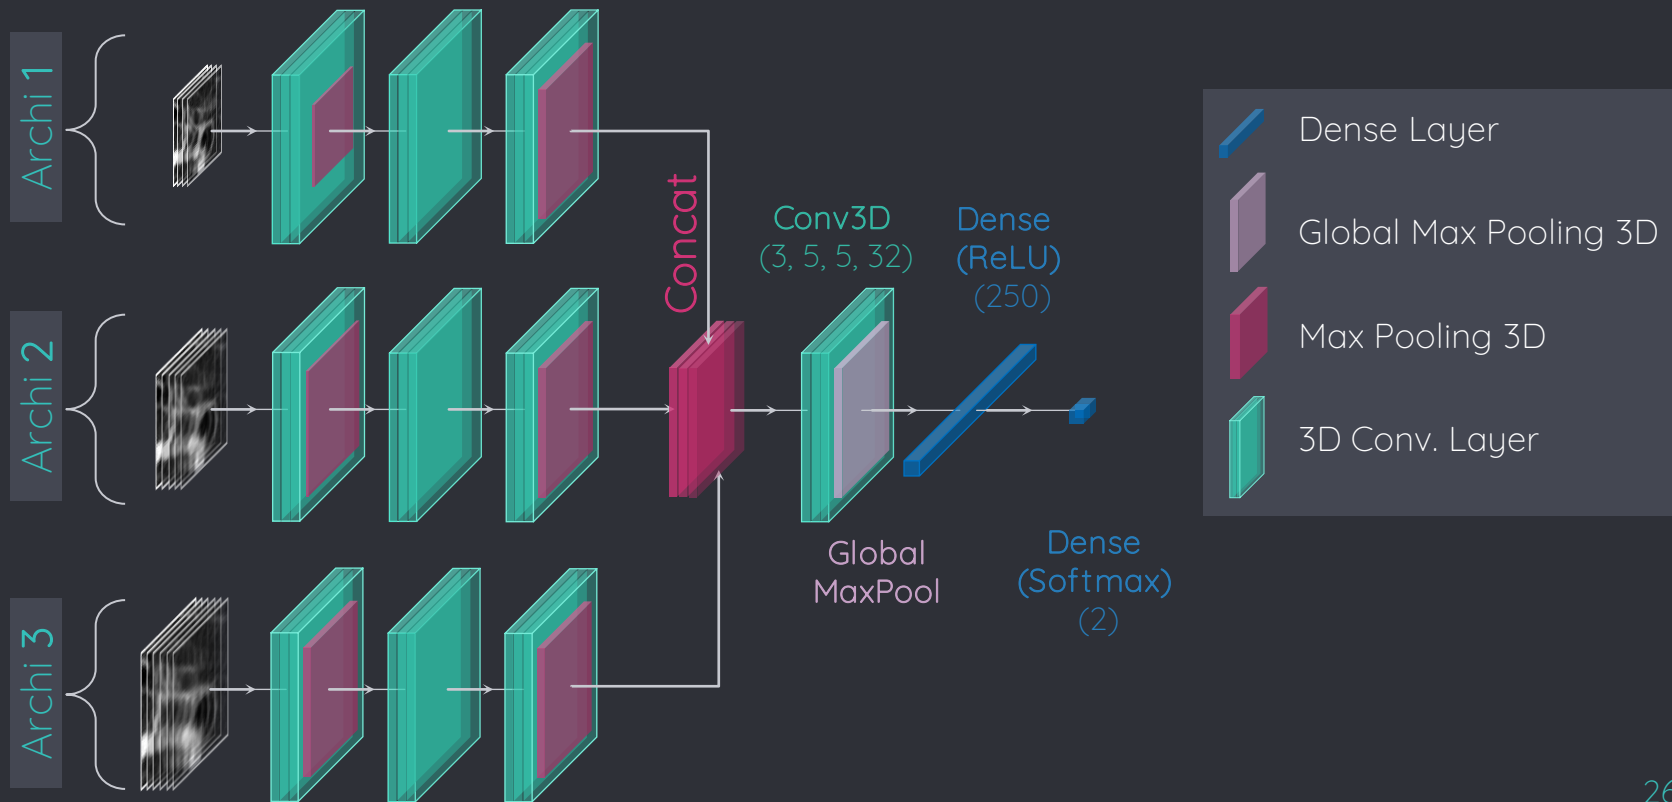 Archi 1
Archi 2
Archi 3
Concat
Conv3D
(3, 5, 5, 32)
Dense
(ReLU)
(250)
Global
MaxPool
Dense
(Softmax)
(2)
Dense Layer
Global Max Pooling 3D
Max Pooling 3D
3D Conv. Layer
26